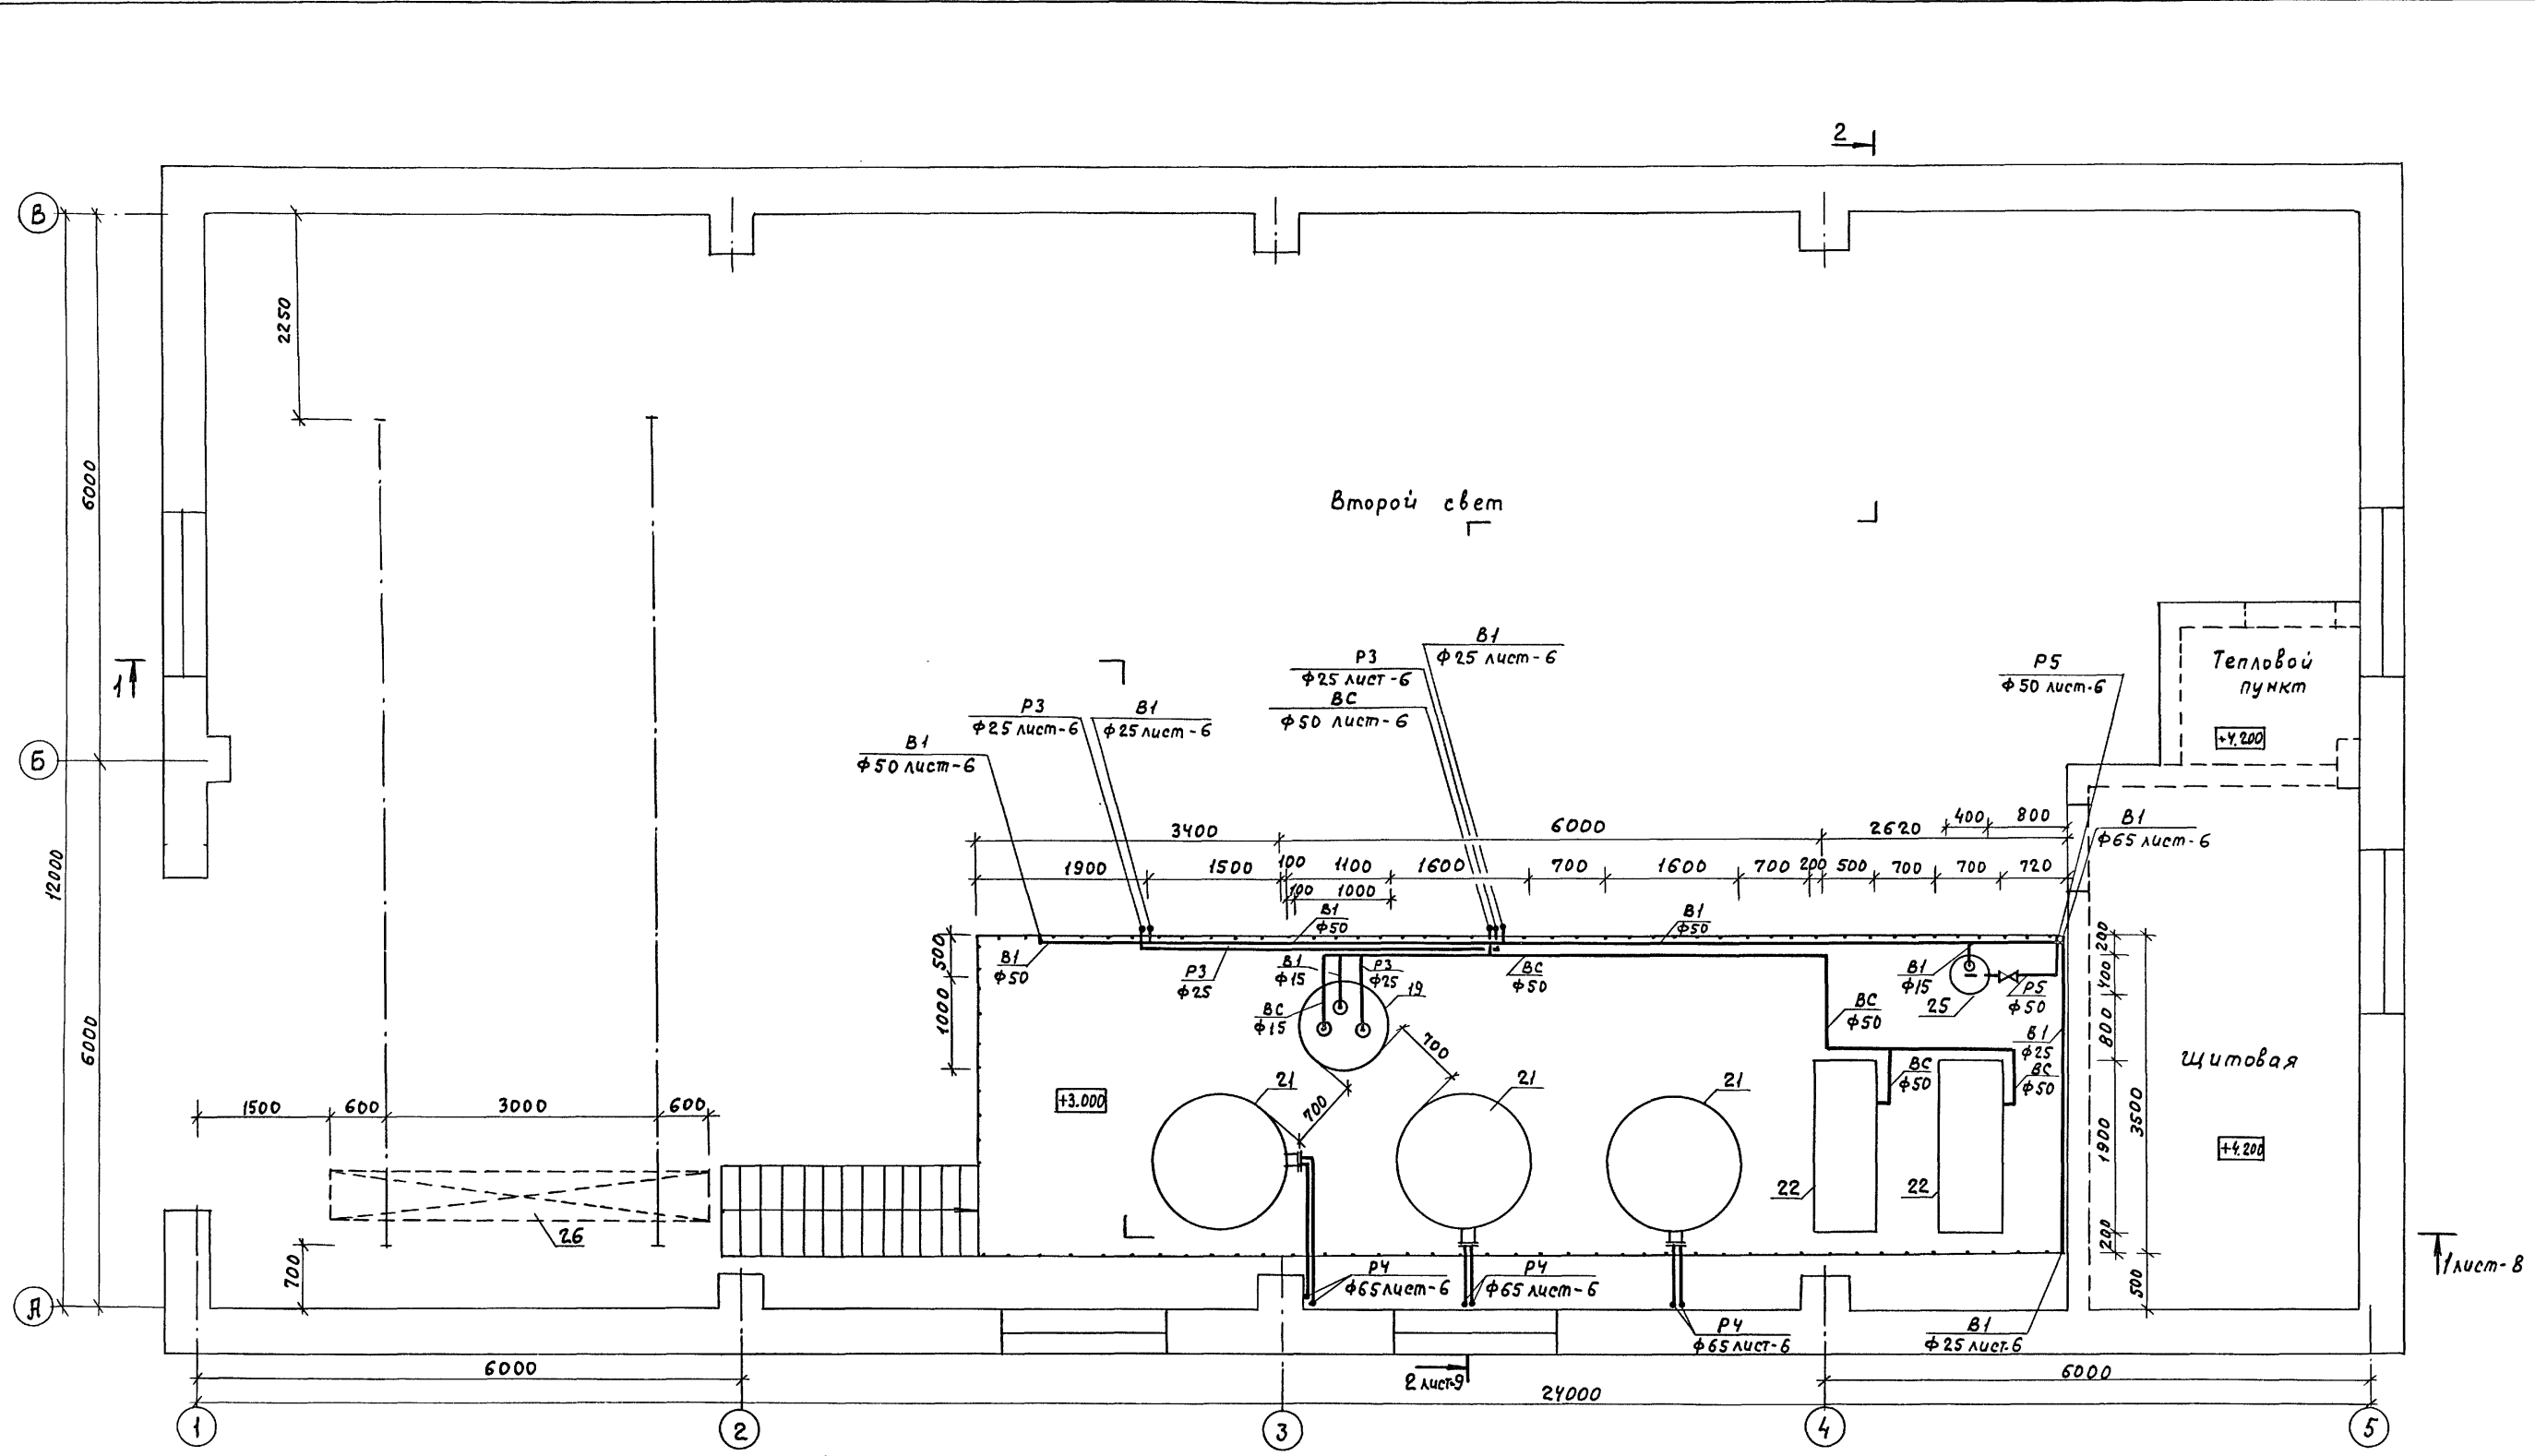 2
В
2250
6000
Второй свет
В1
Ф25 лист-6
Р3
Ф25 лист-6
ВС
Ф50 лист-6
Р5
Ф50 лист-6
Тепловой
пункт
+4.200
1
Р3
Ф25 лист-6
В1
Ф25 лист-6
В1
Ф50 лист-6
Б
12000
6000
3400
6000
2620
400
800
В1
Ф65 лист-6
1900
1500
100
1100
1600
700
1600
700
200
500
700
700
720
100
1000
В1
Ф50
В1
Ф50
500
1000
В1
Ф50
Р3
Ф25
В1
Ф15
Р3
Ф25
19
ВС
Ф15
ВС
Ф50
В1
Ф15
25
Р5
Ф50
ВС
Ф50
В1
Ф25
ВС
Ф50
ВС
Ф50
200
400
800
1900
200
3500
500
Щитовая
+4.200
+3.000
21
700
700
21
21
22
22
1500
600
3000
600
26
700
А
Р4
Ф65 лист-6
Р4
Ф65 лист-6
Р4
Ф65 лист-6
В1
Ф25 лист-6
1 лист-8
2 лист-9
6000
24000
6000
1
2
3
4
5